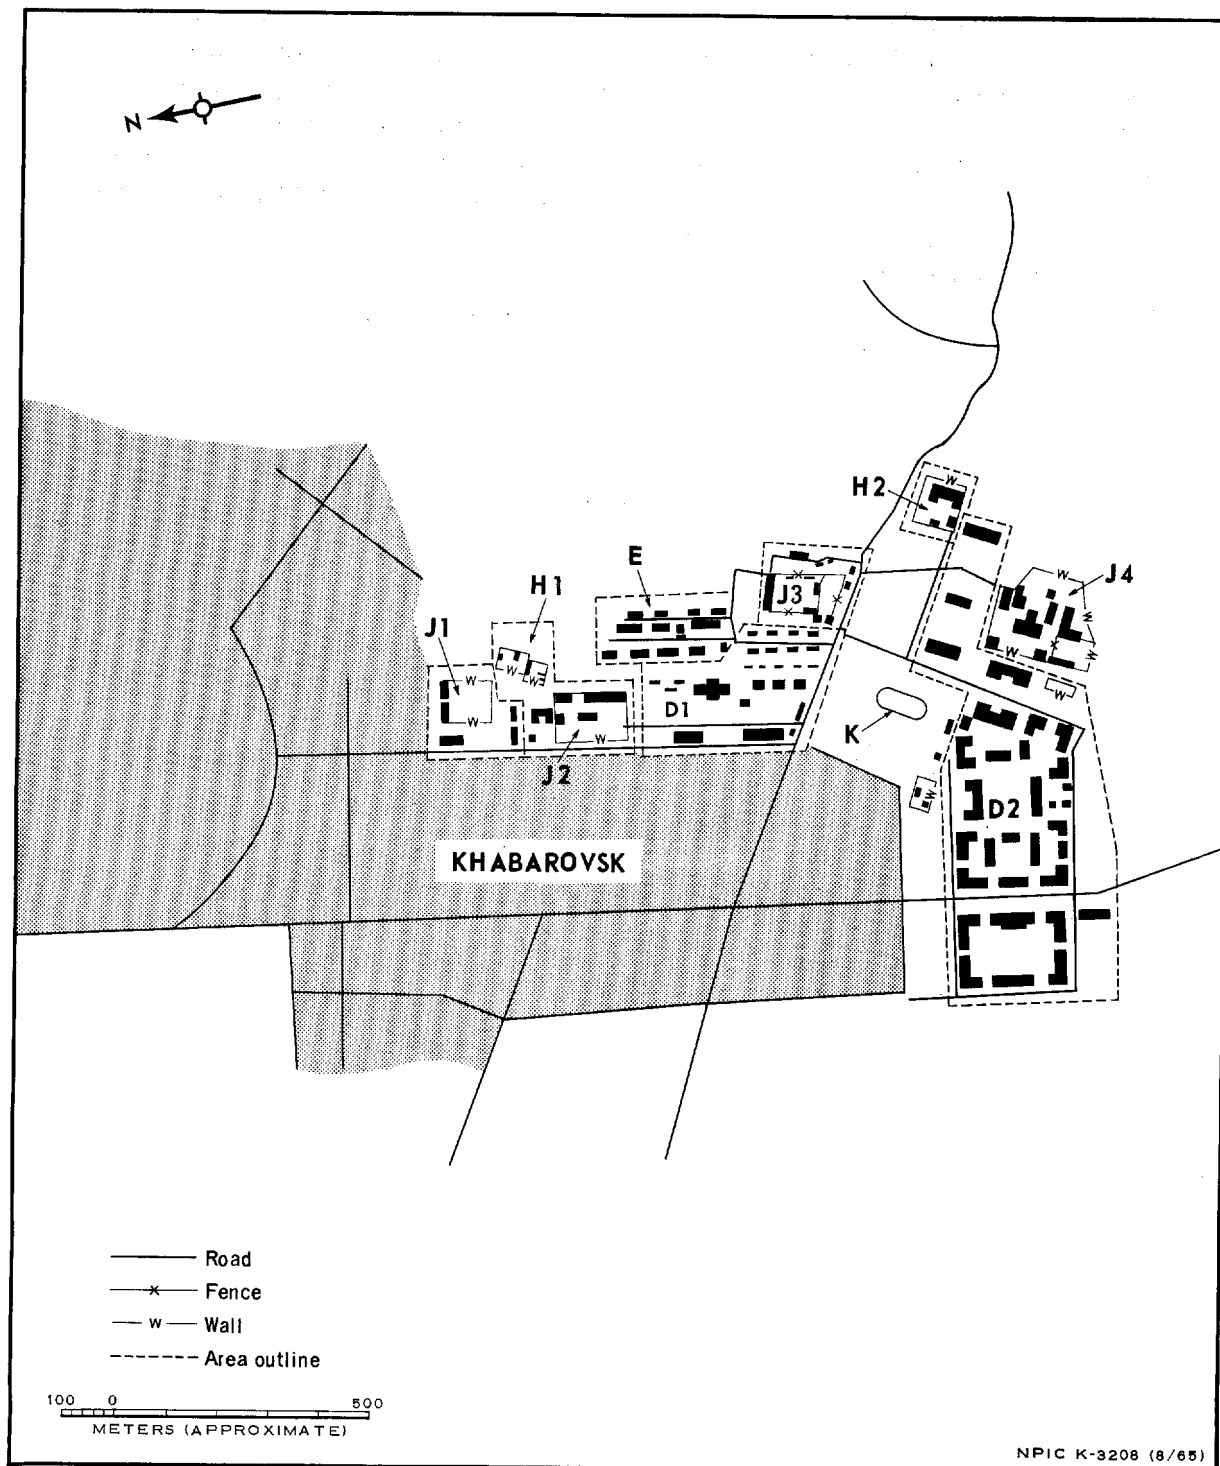 N
H2
E
J4
H1
J3
J1
D1
K
J2
D2
KHABAROVSK
W
W
W
W
W
W
W
W
W
W
W
W
W
W
Road
x Fence
W Wall
Area outline
100 0 500
METERS (APPROXIMATE)
NPIC K-3208 (8/65)